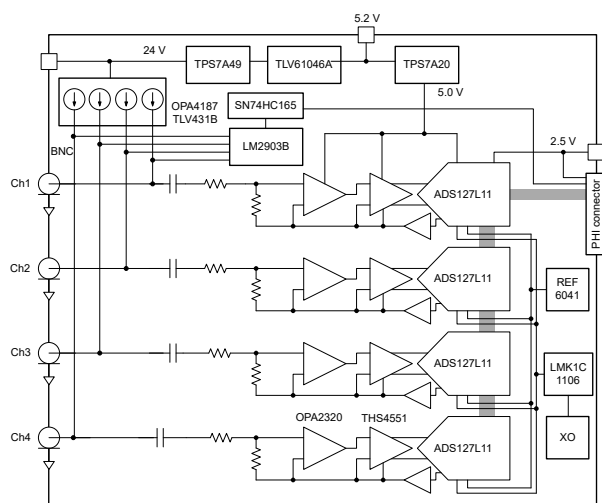 5.2 V
24 V
TPS7A49
TLV61046A
TPS7A20
OPA4187
TLV431B
SN74HC165
5.0 V
LM2903B
2.5 V
BNC
Ch1
ADS127L11
PHI connector
Ch2
ADS127L11
REF
6041
Ch3
ADS127L11
LMK1C
1106
OPA2320
THS4551
Ch4
ADS127L11
XO